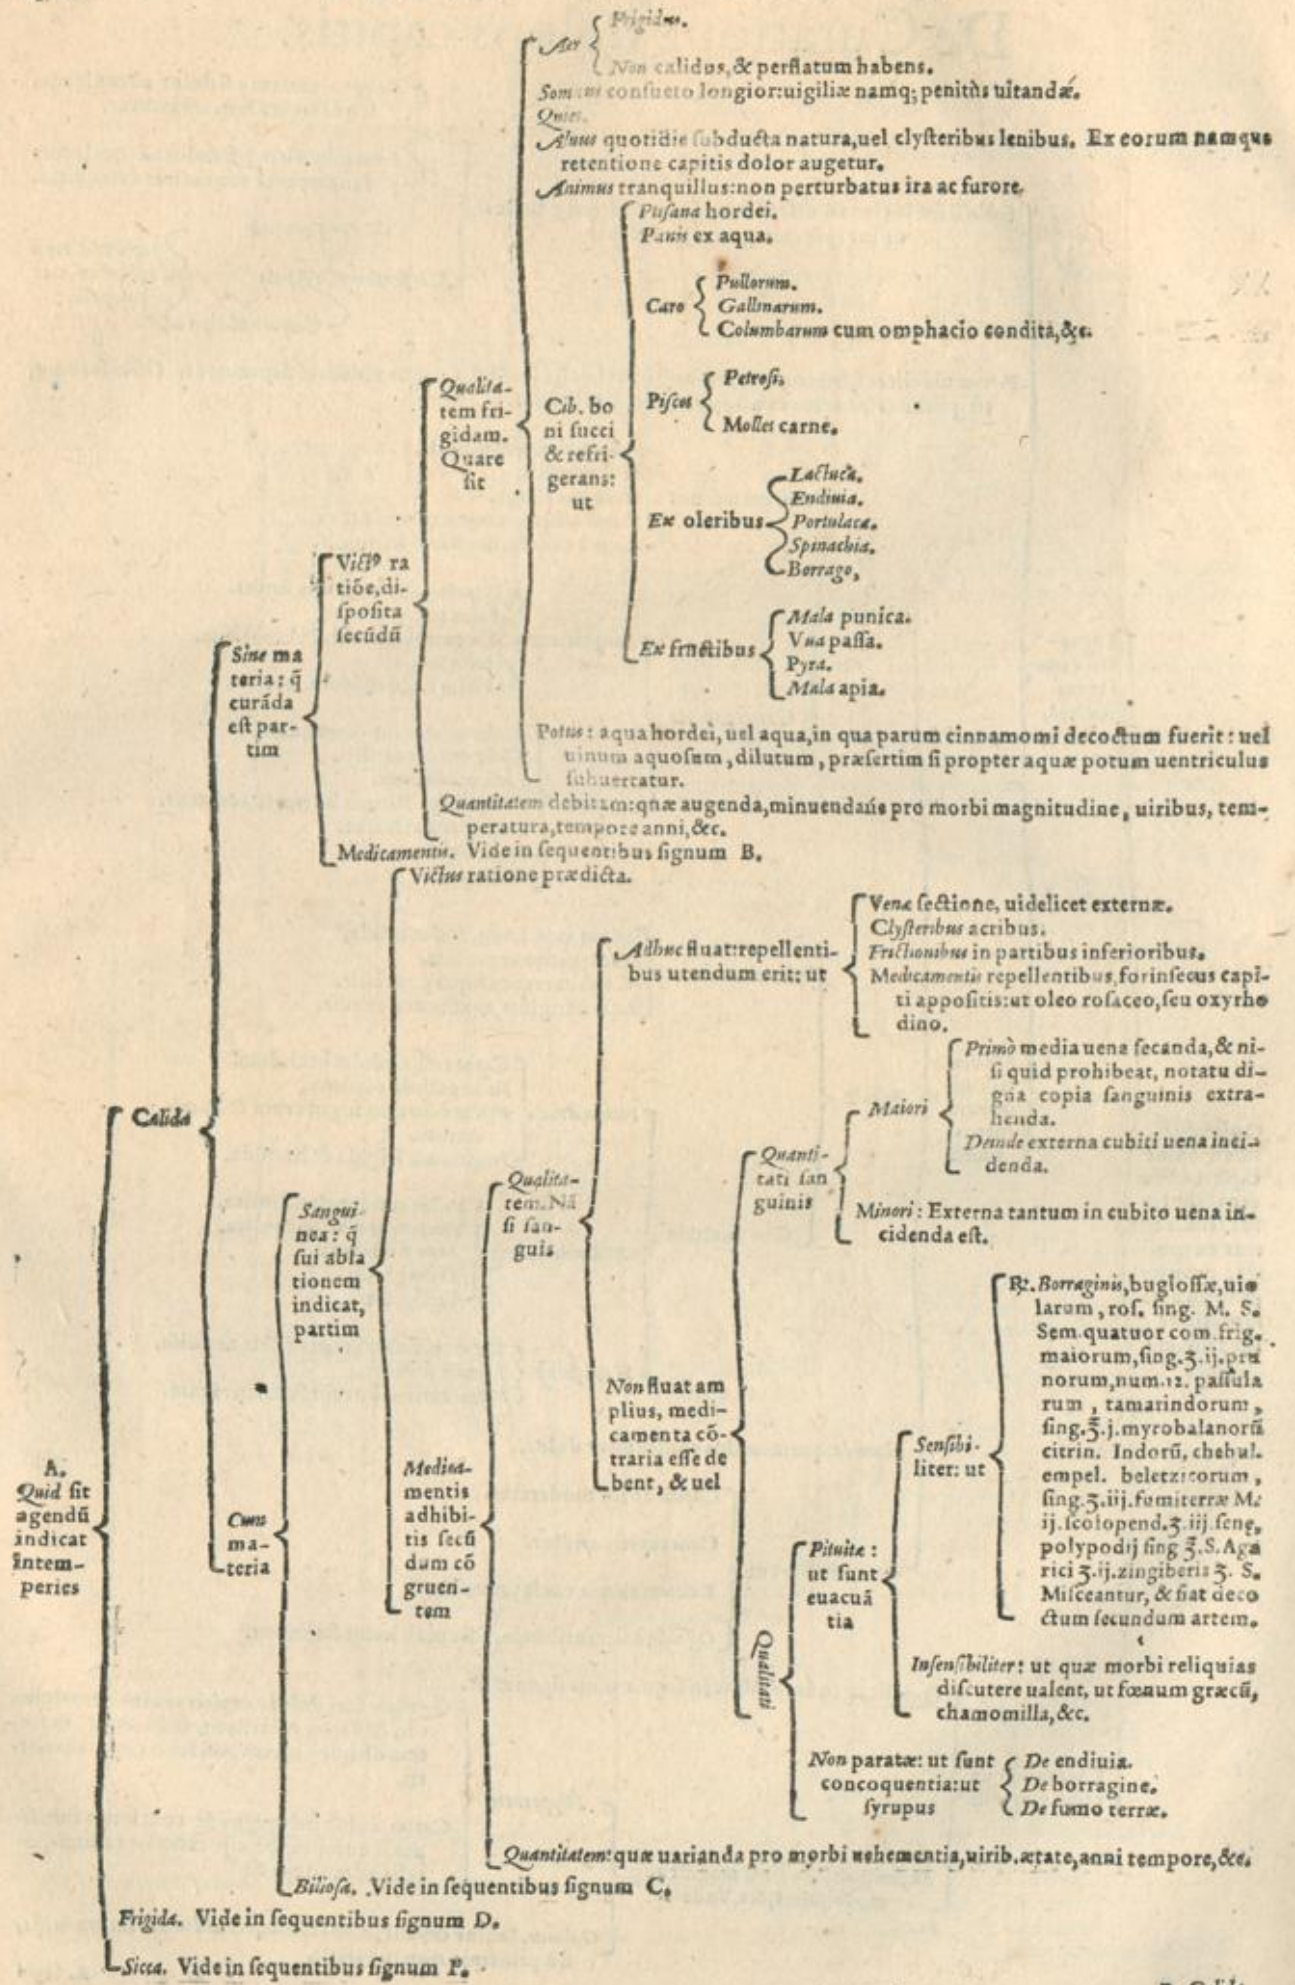 Aer
Frigidus.
Non calidus, & perflatum habens.
Somnus consueto longior: uigiliæ namq; penitùs uitandæ.
Quies.
Aluus quotidie subducta natura, uel clysteribus lenibus. Ex eorum namque
retentione capitis dolor augetur.
Animus tranquillus: non perturbatus ira ac furore.
Ptisana hordei.
Panis ex aqua.
Caro
Pullorum.
Gallinarum.
Columbarum cum omphacio condita, &c.
Qualita-
tem fri-
gidam.
Quare
sit
Cib. bo
ni succi
& refri-
gerans:
ut
Pisces
Petrosi.
Molles carne.
Ex oleribus
Lactuca.
Endiuia.
Portulaca.
Spinachia.
Borrago,
Vict⁹ ra
tiõe, di-
sposita
secũdũ
Ex fructibus
Mala punica.
Vua passa.
Pyra.
Mala apia.
Sine ma
teria: q̃
curãda
est par-
tim
Potus: aqua hordei, uel aqua, in qua parum cinnamomi decoctum fuerit: uel
uinum aquosum, dilutum, præsertim si propter aquæ potum uentriculus
subuertatur.
Quantitatem debitam: quæ augenda, minuendáue pro morbi magnitudine, uiribus, tem-
peratura, tempore anni, &c.
Medicamentis. Vide in sequentibus signum B.
Victus ratione prædicta.
Adhuc fluat: repellenti-
bus utendum erit: ut
Venæ sectione, uidelicet externæ.
Clysteribus acribus.
Frictionibus in partibus inferioribus.
Medicamentis repellentibus, forinsecus capi-
ti appositis: ut oleo rosaceo, seu oxyrho
dino.
Calida
Sangui-
nea: q̃
sui abla
tionem
indicat,
partim
Qualita-
tem. Nã
si san-
guis
Quanti-
tati san
guinis
Maiori
Primò media uena secanda, & ni-
si quid prohibeat, notatu di-
gna copia sanguinis extra-
henda.
Deinde externa cubiti uena inci-
denda.
Minori: Externa tantum in cubito uena in-
cidenda est.
Non fluat am
plius, medi-
camenta cõ-
traria esse de
bent, & uel
Sensibi-
liter: ut
℞. Borraginis, buglossæ, uio
larum, ros. sing. M. S.
Sem. quatuor com. frig.
maiorum, sing. ʒ. ij. pru
norum, num. 12. passula
rum, tamarindorum,
sing. ℥. j. myrobalanorũ
citrin. Indorũ, chebul.
empel. belerzicorum,
sing. ʒ. iij. fumiterræ M.
ij. scolopend. ʒ. iij. senę,
polypodij sing ℥. S. Aga
rici ʒ. ij. zingiberis ʒ. S.
Misceantur, & fiat deco
ctum secundum artem.
A.
Quid sit
agendũ
indicat
intem-
peries
Cum
ma-
teria
Medica-
mentis
adhibi-
tis secũ
dum cõ
gruen-
tem
Qualitati
Pituitæ:
ut sunt
euacuã
tia
Insensibiliter: ut quæ morbi reliquias
discutere ualent, ut fœnum græcũ,
chamomilla, &c.
Non paratæ: ut sunt
concoquentia: ut
syrupus
De endiuia.
De borragine.
De fumo terræ.
Quantitatem: quæ uarianda pro morbi uehementia, uirib. ætate, anni tempore, &c.
Biliosa. Vide in sequentibus signum C.
Frigida. Vide in sequentibus signum D.
Sicca. Vide in sequentibus signum F.